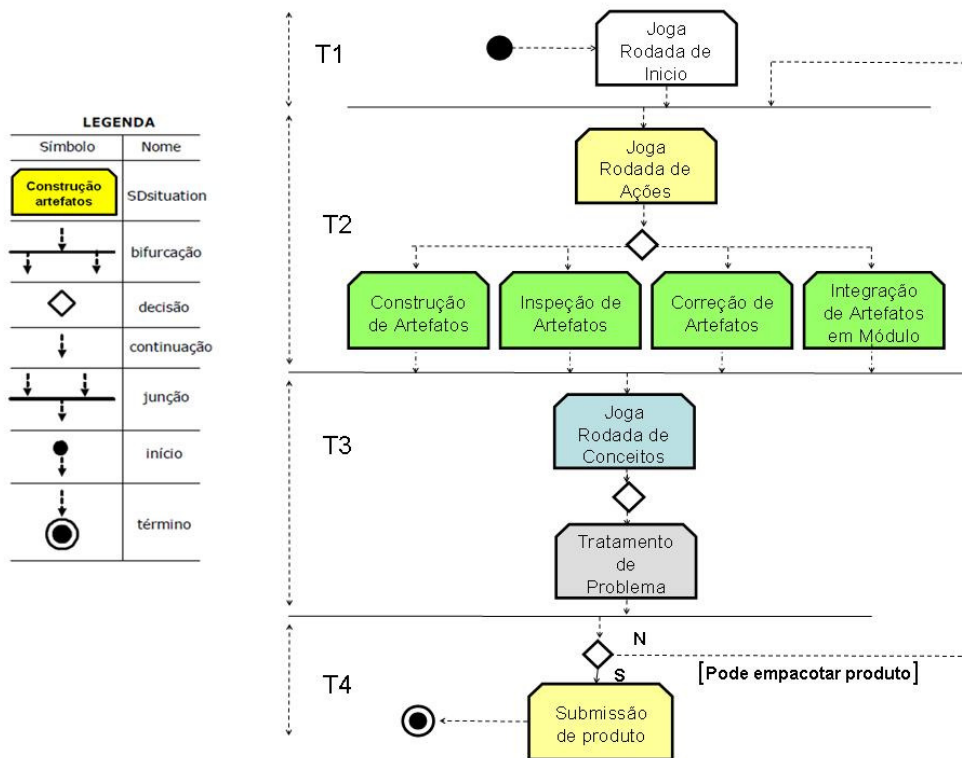 LEGENDA
Símbolo
Nome
Construção
artefatos
SDsituation
bifurcação
decisão
continuação
junção
início
término
T1
Joga
Rodada de
Inicio
T2
Joga
Rodada de
Ações
Construção
de Artefatos
Inspeção de
Artefatos
Correção de
Artefatos
Integração
de Artefatos
em Módulo
T3
Joga
Rodada de
Conceitos
Tratamento
de
Problema
T4
N
[Pode empacotar produto]
S
Submissão
de produto